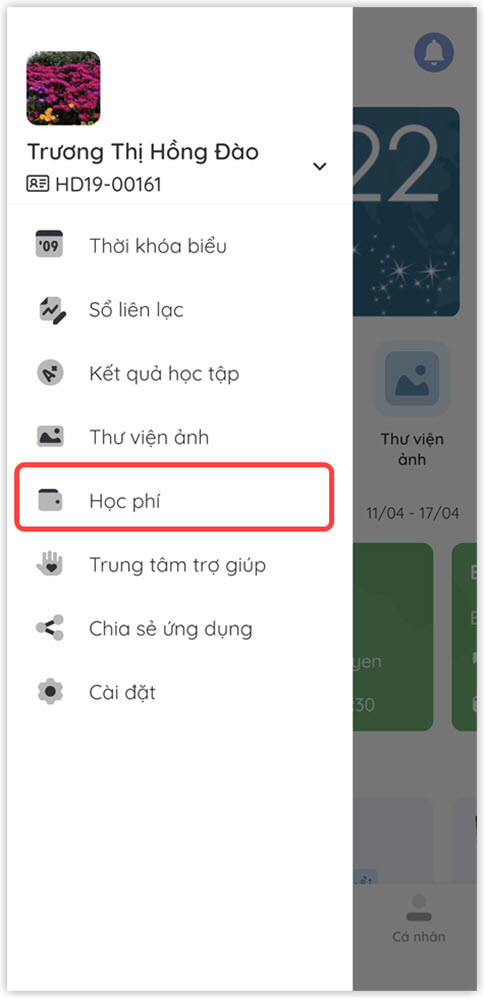 Trương Thị Hồng Đào
HD19-00161
'09
Thời khóa biểu
Sổ liên lạc
A+
Kết quả học tập
Thư viện ảnh
Học phí
Trung tâm trợ giúp
Chia sẻ ứng dụng
Cài đặt
22
Thư viện
ảnh
11/04 - 17/04
yen
:30
Cá nhân